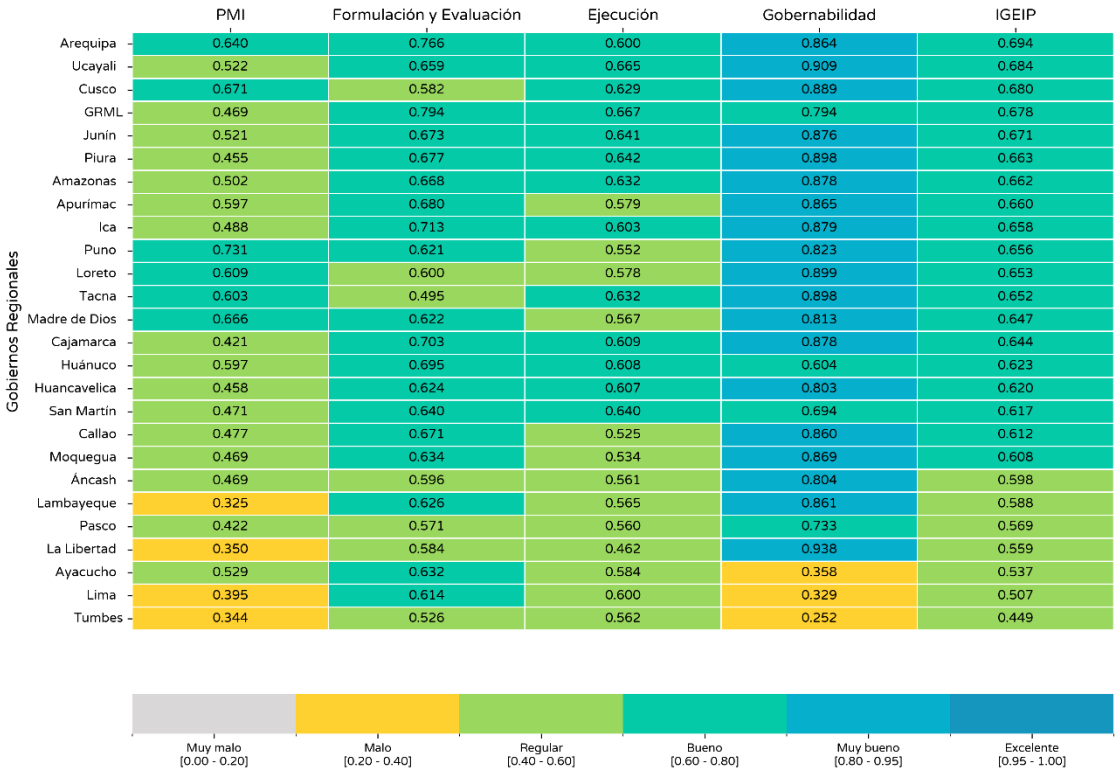 PMI Formulación y Evaluación Ejecución Gobernabilidad IGEIP
Gobiernos Regionales
Arequipa 0.640 0.766 0.600 0.864 0.694
Ucayali 0.522 0.659 0.665 0.909 0.684
Cusco 0.671 0.582 0.629 0.889 0.680
GRML 0.469 0.794 0.667 0.794 0.678
Junín 0.521 0.673 0.641 0.876 0.671
Piura 0.455 0.677 0.642 0.898 0.663
Amazonas 0.502 0.668 0.632 0.878 0.662
Apurímac 0.597 0.680 0.579 0.865 0.660
Ica 0.488 0.713 0.603 0.879 0.658
Puno 0.731 0.621 0.552 0.823 0.656
Loreto 0.609 0.600 0.578 0.899 0.653
Tacna 0.603 0.495 0.632 0.898 0.652
Madre de Dios 0.666 0.622 0.567 0.813 0.647
Cajamarca 0.421 0.703 0.609 0.878 0.644
Huánuco 0.597 0.695 0.608 0.604 0.623
Huancavelica 0.458 0.624 0.607 0.803 0.620
San Martín 0.471 0.640 0.640 0.694 0.617
Callao 0.477 0.671 0.525 0.860 0.612
Moquegua 0.469 0.634 0.534 0.869 0.608
Áncash 0.469 0.596 0.561 0.804 0.598
Lambayeque 0.325 0.626 0.565 0.861 0.588
Pasco 0.422 0.571 0.560 0.733 0.569
La Libertad 0.350 0.584 0.462 0.938 0.559
Ayacucho 0.529 0.632 0.584 0.358 0.537
Lima 0.395 0.614 0.600 0.329 0.507
Tumbes 0.344 0.526 0.562 0.252 0.449
Muy malo Malo Regular Bueno Muy bueno Excelente
[0.00 - 0.20] [0.20 - 0.40] [0.40 - 0.60] [0.60 - 0.80] [0.80 - 0.95] [0.95 - 1.00]